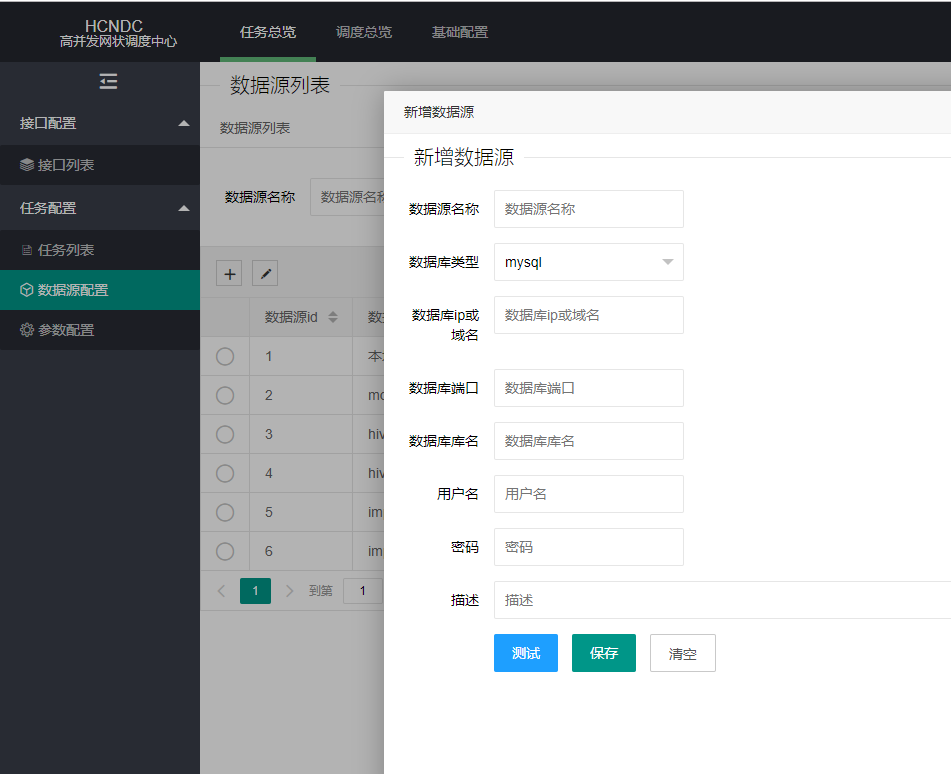 HCNDC
高并发网状调度中心
任务总览
调度总览
基础配置
接口配置
接口列表
任务配置
任务列表
数据源配置
参数配置
数据源列表
数据源列表
数据源名称
数据源名称
数据源id
1
2
3
4
5
6
1
到第
1
新增数据源
新增数据源
数据源名称
数据源名称
数据库类型
mysql
数据库ip或
域名
数据库ip或域名
数据库端口
数据库端口
数据库库名
数据库库名
用户名
用户名
密码
密码
描述
描述
测试
保存
清空